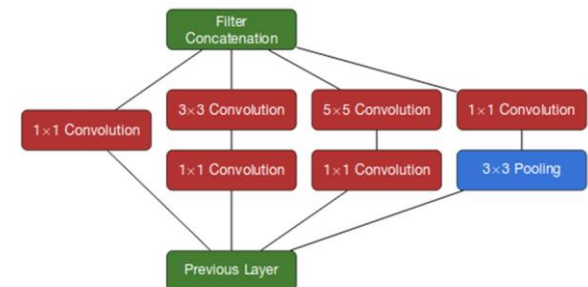 Filter
Concatenation
3×3 Convolution
5×5 Convolution
1×1 Convolution
1×1 Convolution
1×1 Convolution
1×1 Convolution
3×3 Pooling
Previous Layer